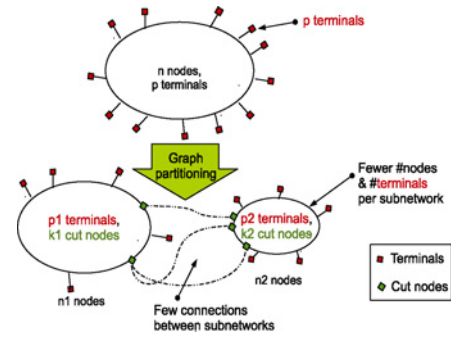 p terminals
n nodes,
p terminals
Graph
partitioning
Fewer #nodes
& #terminals
per subnetwork
p1 terminals,
k1 cut nodes
p2 terminals,
k2 cut nodes
n1 nodes
n2 nodes
Few connections
between subnetworks
Terminals
Cut nodes